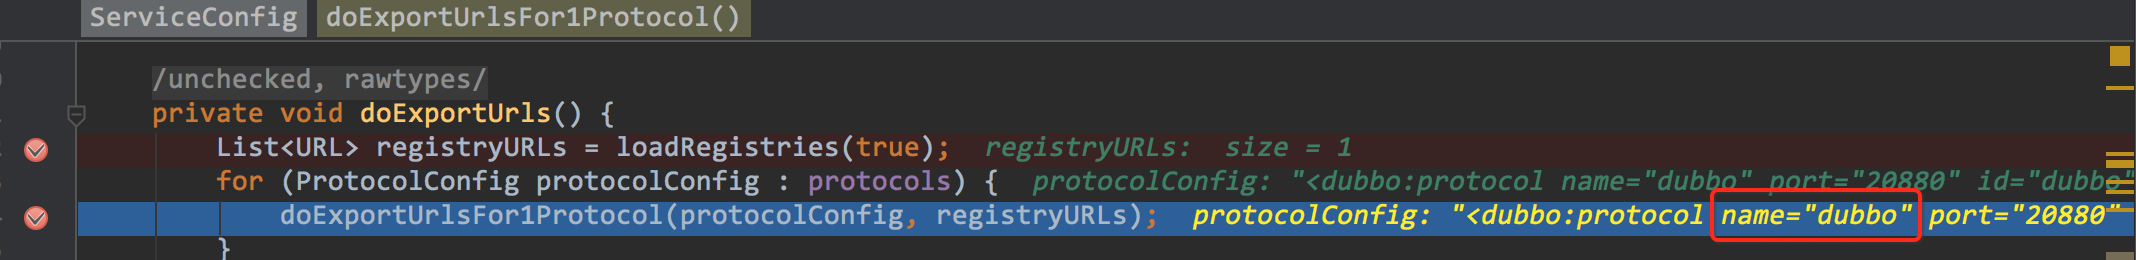 ServiceConfig doExportUrlsFor1Protocol()
/unchecked, rawtypes/
private void doExportUrls() {
List<URL> registryURLs = loadRegistries(true); registryURLs: size = 1
for (ProtocolConfig protocolConfig : protocols) { protocolConfig: "<dubbo:protocol name="dubbo" port="20880" id="dubbo"
doExportUrlsFor1Protocol(protocolConfig, registryURLs); protocolConfig: "<dubbo:protocol name="dubbo" port="20880"
}